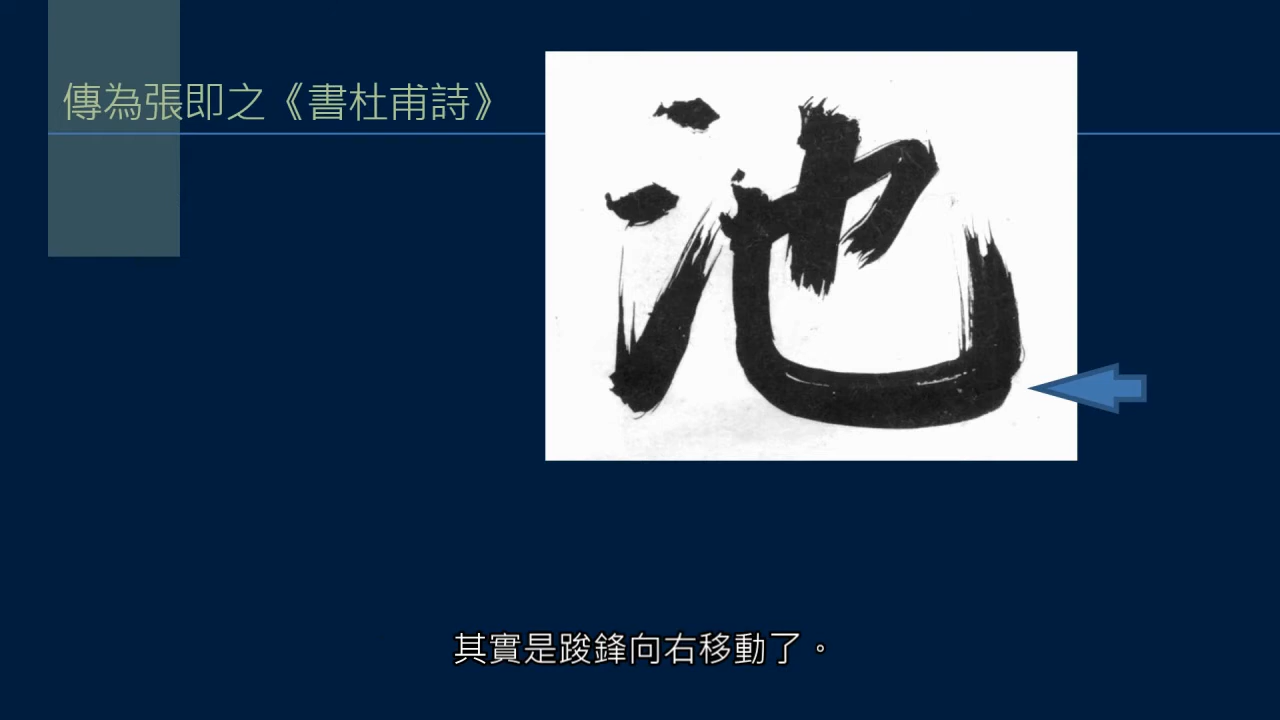 傳為張即之《書杜甫詩》
池
其實是踆鋒向右移動了。